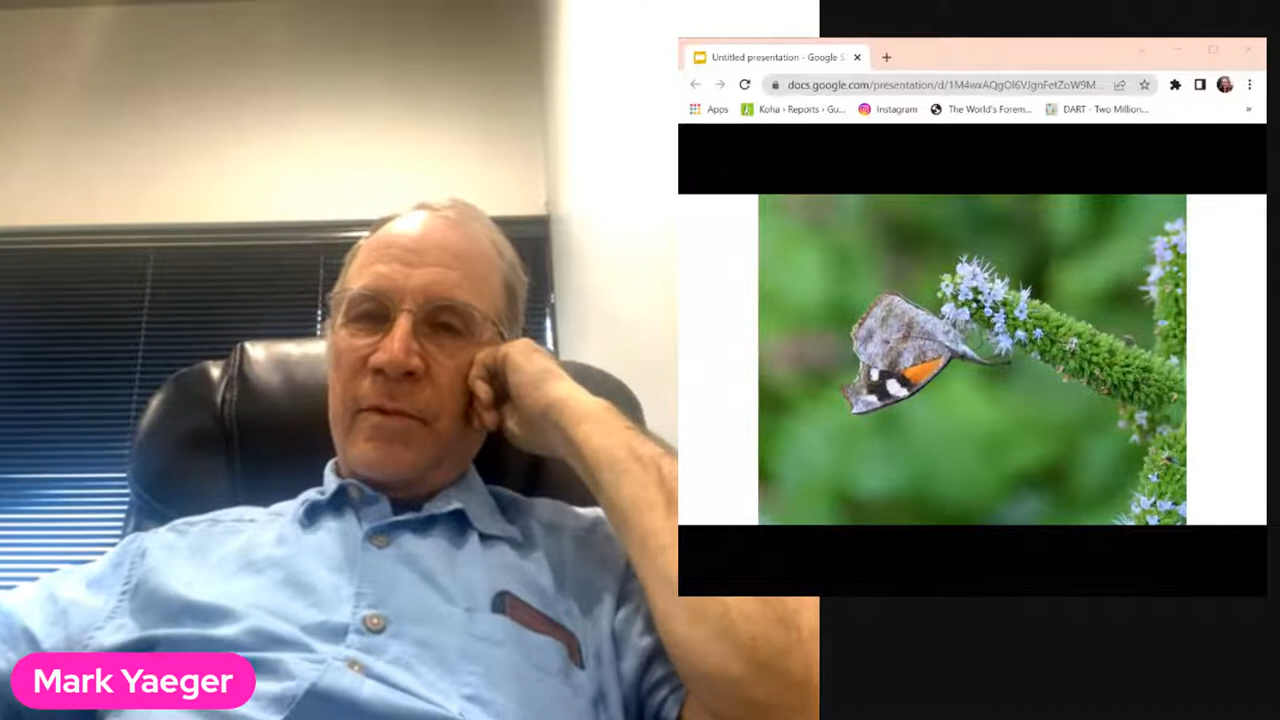 Untitled presentation - Google S
docs.google.com/presentation/d/1M4wxAQgOl6VJgnFetZoW9M...
Apps Koha › Reports › Gu... Instagram The World's Forem... DART - Two Million...
Mark Yaeger